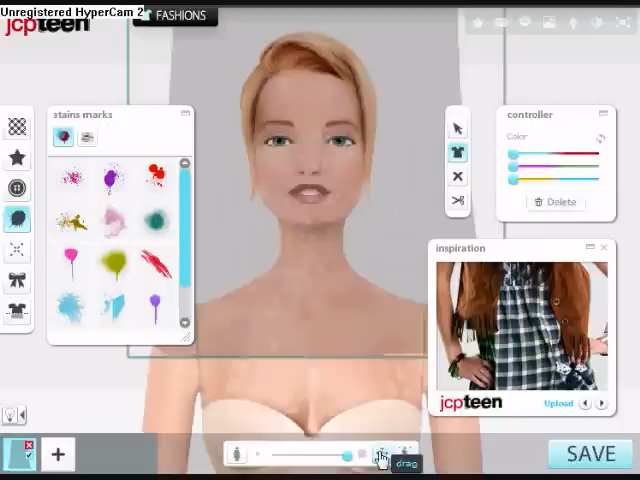 Unregistered HyperCam 2
jcpteen
FASHIONS
stains marks
controller
Color
Delete
inspiration
jcpteen
Upload
drag
SAVE